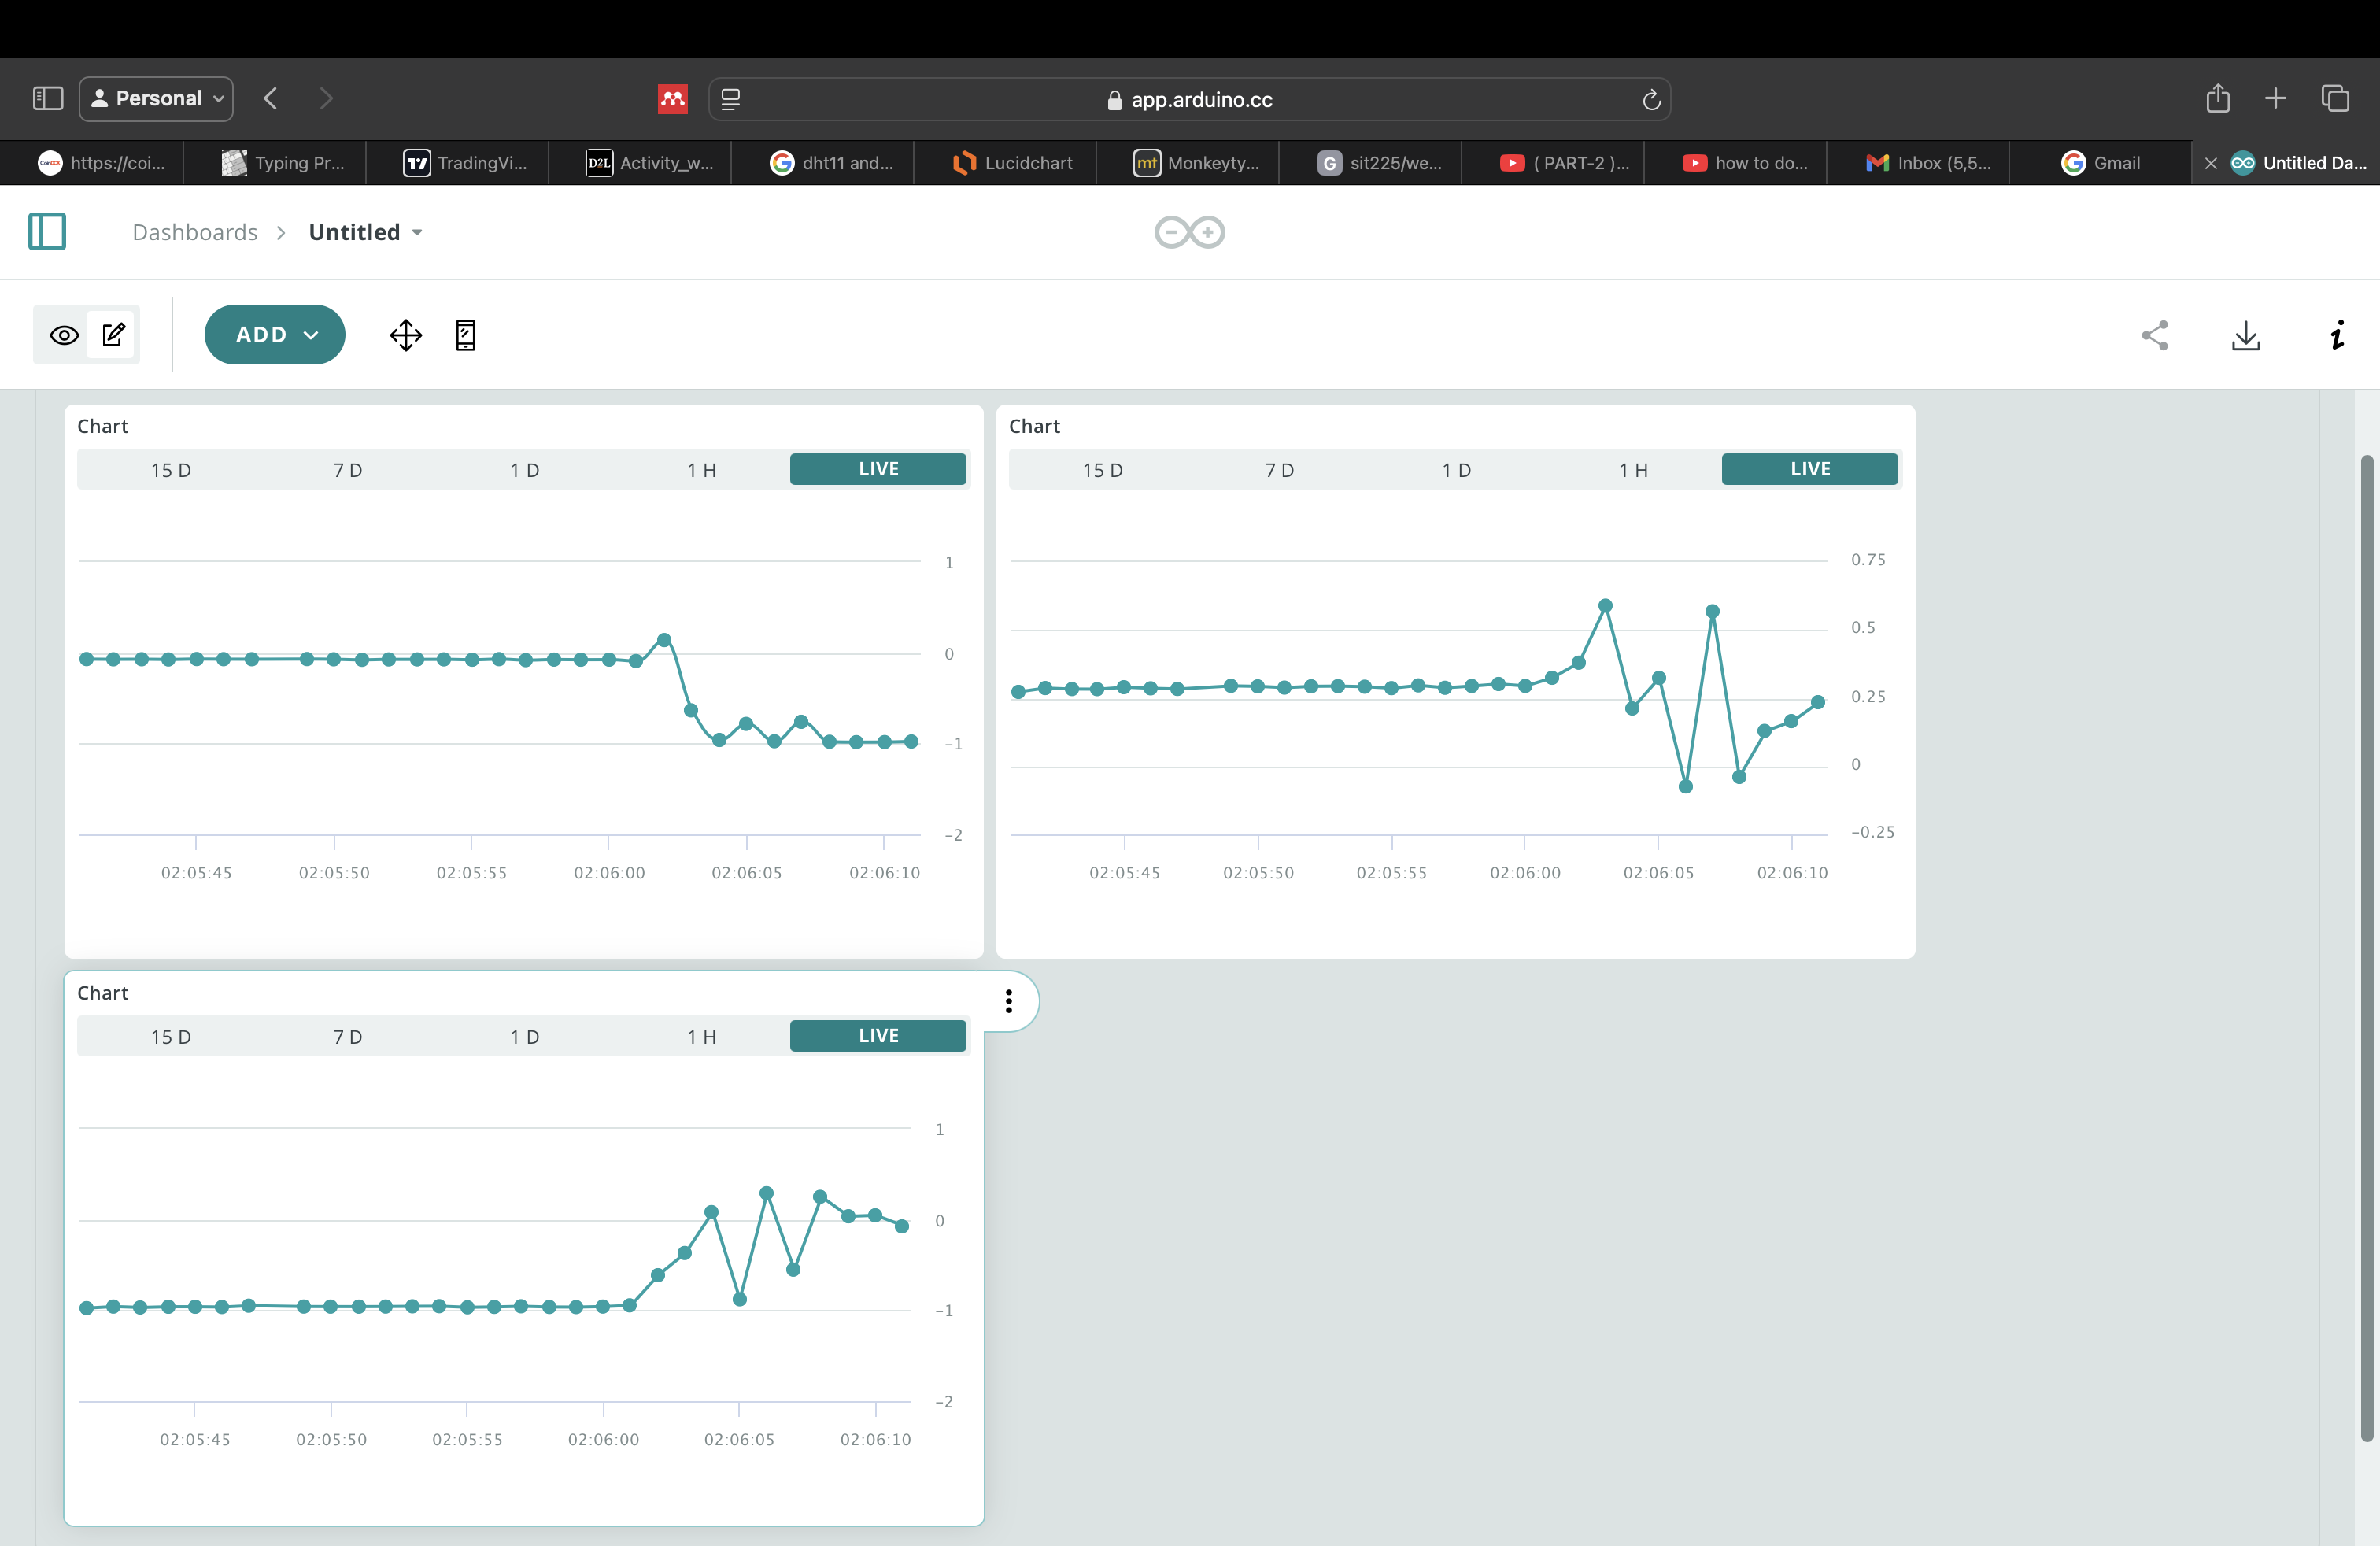 Personal
app.arduino.cc
https://coi... Typing Pr... TradingVi... D2L Activity_w... dht11 and... Lucidchart mt Monkeyty... G sit225/we... ( PART-2 )... how to do... Inbox (5,5... Gmail Untitled Da...
Dashboards > Untitled
ADD
Chart
15 D 7 D 1 D 1 H LIVE
1
0
−1
−2
02:05:45 02:05:50 02:05:55 02:06:00 02:06:05 02:06:10
Chart
15 D 7 D 1 D 1 H LIVE
0.75
0.5
0.25
0
−0.25
02:05:45 02:05:50 02:05:55 02:06:00 02:06:05 02:06:10
Chart
15 D 7 D 1 D 1 H LIVE
1
0
−1
−2
02:05:45 02:05:50 02:05:55 02:06:00 02:06:05 02:06:10